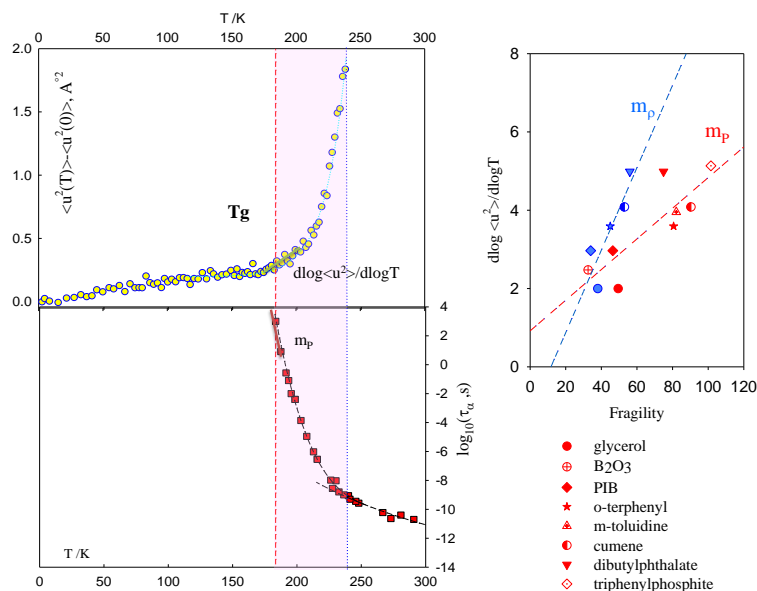 T /K
0 50 100 150 200 250 300
2.0
1.5
1.0
0.5
0.0
<u²(T)>-<u²(0)>, A°²
Tg
dlog<u²>/dlogT
4
2
0
-2
-4
-6
-8
-10
-12
-14
log₁₀(τα ,s)
mP
T /K
0 50 100 150 200 250 300
8
6
4
2
0
dlog <u²>/dlogT
mρ
mP
0 20 40 60 80 100 120
Fragility
glycerol
B2O3
PIB
o-terphenyl
m-toluidine
cumene
dibutylphthalate
triphenylphosphite